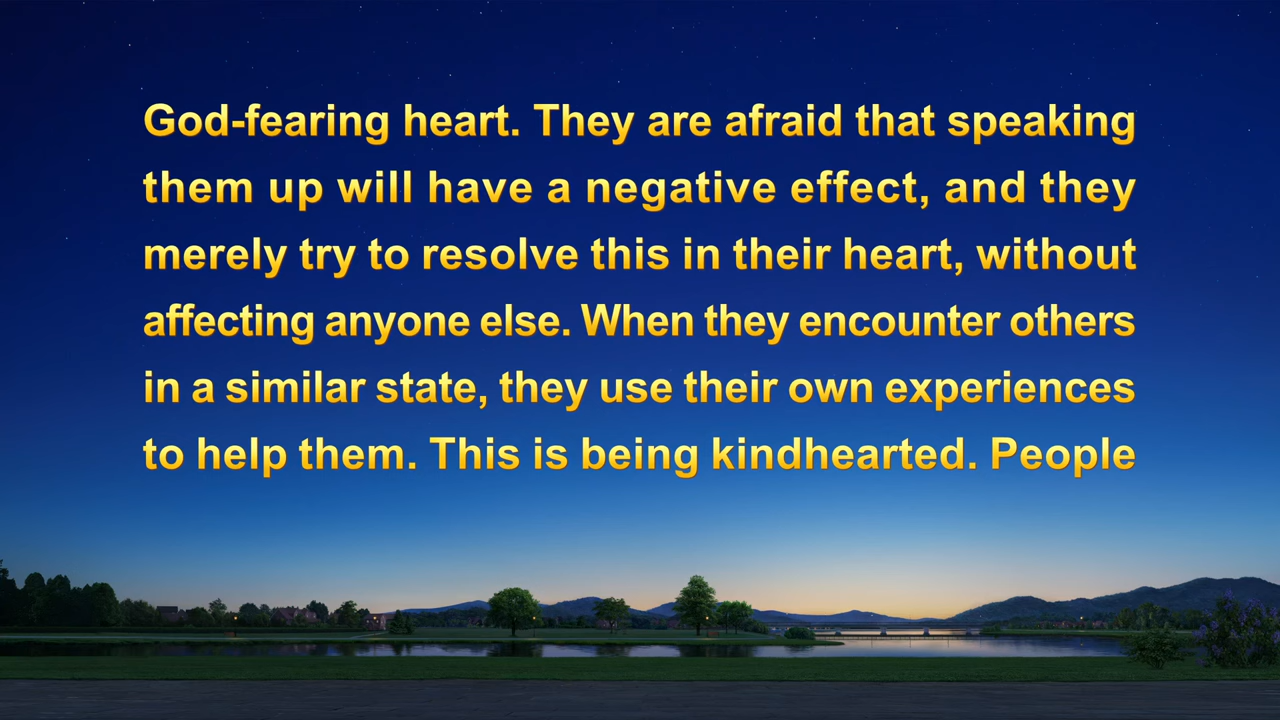 God-fearing heart. They are afraid that speaking
them up will have a negative effect, and they
merely try to resolve this in their heart, without
affecting anyone else. When they encounter others
in a similar state, they use their own experiences
to help them. This is being kindhearted. People